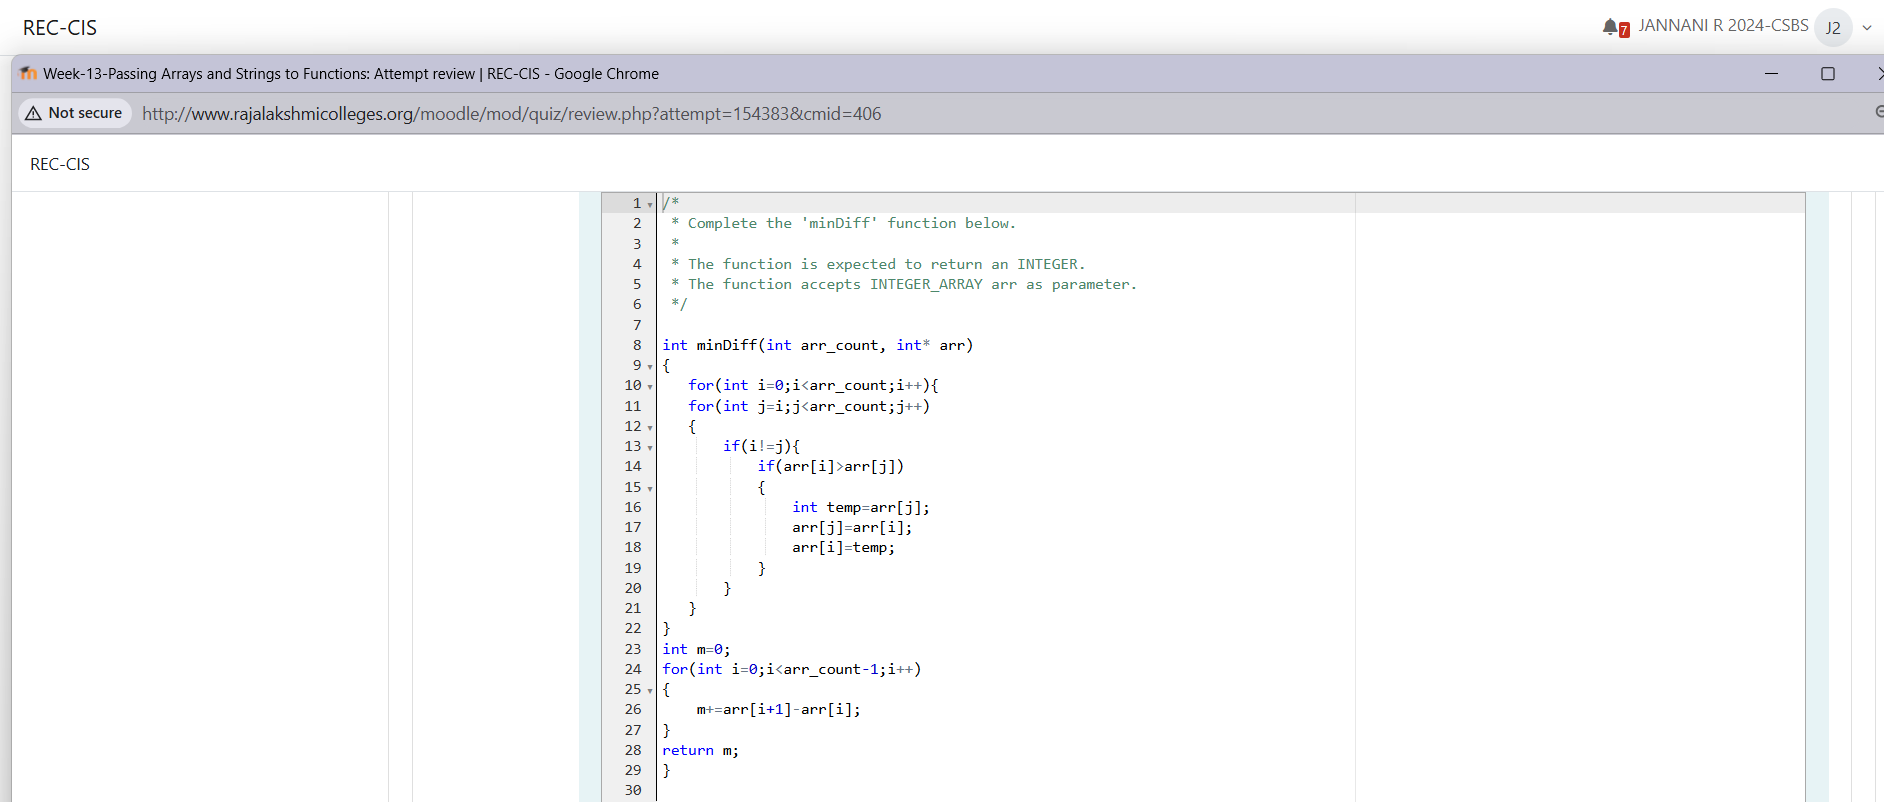 REC-CIS
7 JANNANI R 2024-CSBS J2
Week-13-Passing Arrays and Strings to Functions: Attempt review | REC-CIS - Google Chrome
Not secure http://www.rajalakshmicolleges.org/moodle/mod/quiz/review.php?attempt=154383&cmid=406
REC-CIS
1 /*
2  * Complete the 'minDiff' function below.
3  *
4  * The function is expected to return an INTEGER.
5  * The function accepts INTEGER_ARRAY arr as parameter.
6  */
7
8 int minDiff(int arr_count, int* arr)
9 {
10    for(int i=0;i<arr_count;i++){
11    for(int j=i;j<arr_count;j++)
12    {
13        if(i!=j){
14            if(arr[i]>arr[j])
15            {
16                int temp=arr[j];
17                arr[j]=arr[i];
18                arr[i]=temp;
19            }
20        }
21    }
22 }
23 int m=0;
24 for(int i=0;i<arr_count-1;i++)
25 {
26     m+=arr[i+1]-arr[i];
27 }
28 return m;
29 }
30